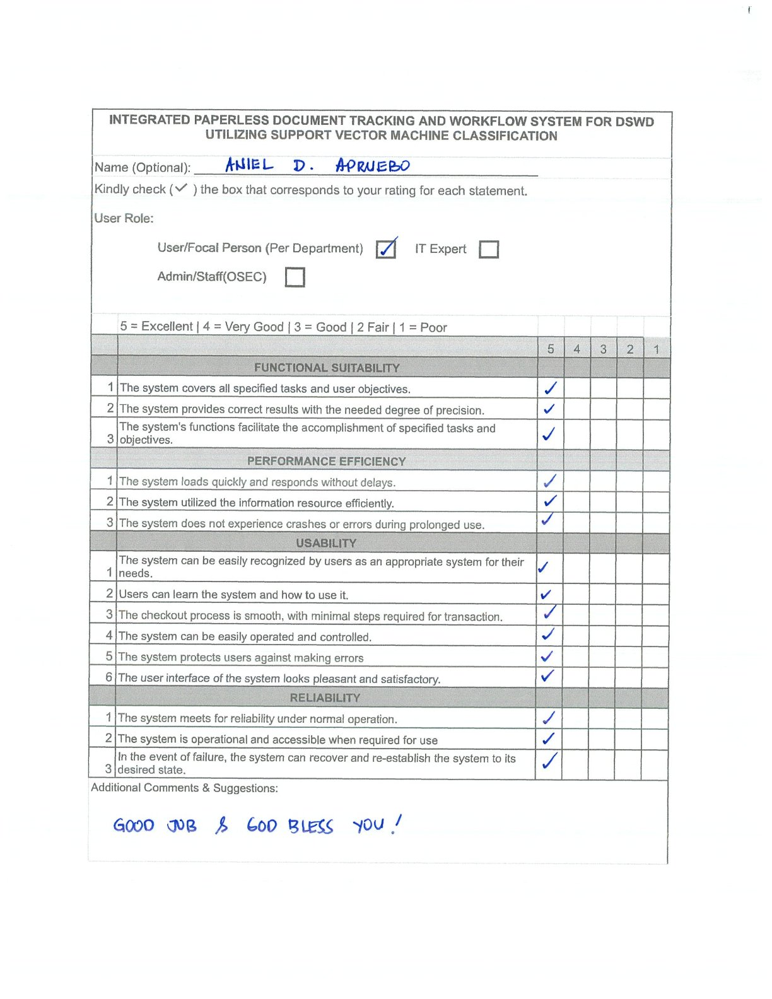 INTEGRATED PAPERLESS DOCUMENT TRACKING AND WORKFLOW SYSTEM FOR DSWD
UTILIZING SUPPORT VECTOR MACHINE CLASSIFICATION
Name (Optional): ANIEL D. APRUEBO
Kindly check (✓) the box that corresponds to your rating for each statement.
User Role:
User/Focal Person (Per Department) ☑ IT Expert ☐
Admin/Staff(OSEC) ☐
5 = Excellent | 4 = Very Good | 3 = Good | 2 Fair | 1 = Poor
5 4 3 2 1
FUNCTIONAL SUITABILITY
1 The system covers all specified tasks and user objectives. ✓
2 The system provides correct results with the needed degree of precision. ✓
The system's functions facilitate the accomplishment of specified tasks and
3 objectives. ✓
PERFORMANCE EFFICIENCY
1 The system loads quickly and responds without delays. ✓
2 The system utilized the information resource efficiently. ✓
3 The system does not experience crashes or errors during prolonged use. ✓
USABILITY
The system can be easily recognized by users as an appropriate system for their
1 needs. ✓
2 Users can learn the system and how to use it. ✓
3 The checkout process is smooth, with minimal steps required for transaction. ✓
4 The system can be easily operated and controlled. ✓
5 The system protects users against making errors ✓
6 The user interface of the system looks pleasant and satisfactory. ✓
RELIABILITY
1 The system meets for reliability under normal operation. ✓
2 The system is operational and accessible when required for use ✓
In the event of failure, the system can recover and re-establish the system to its
3 desired state. ✓
Additional Comments & Suggestions:
GOOD JOB & GOD BLESS YOU!